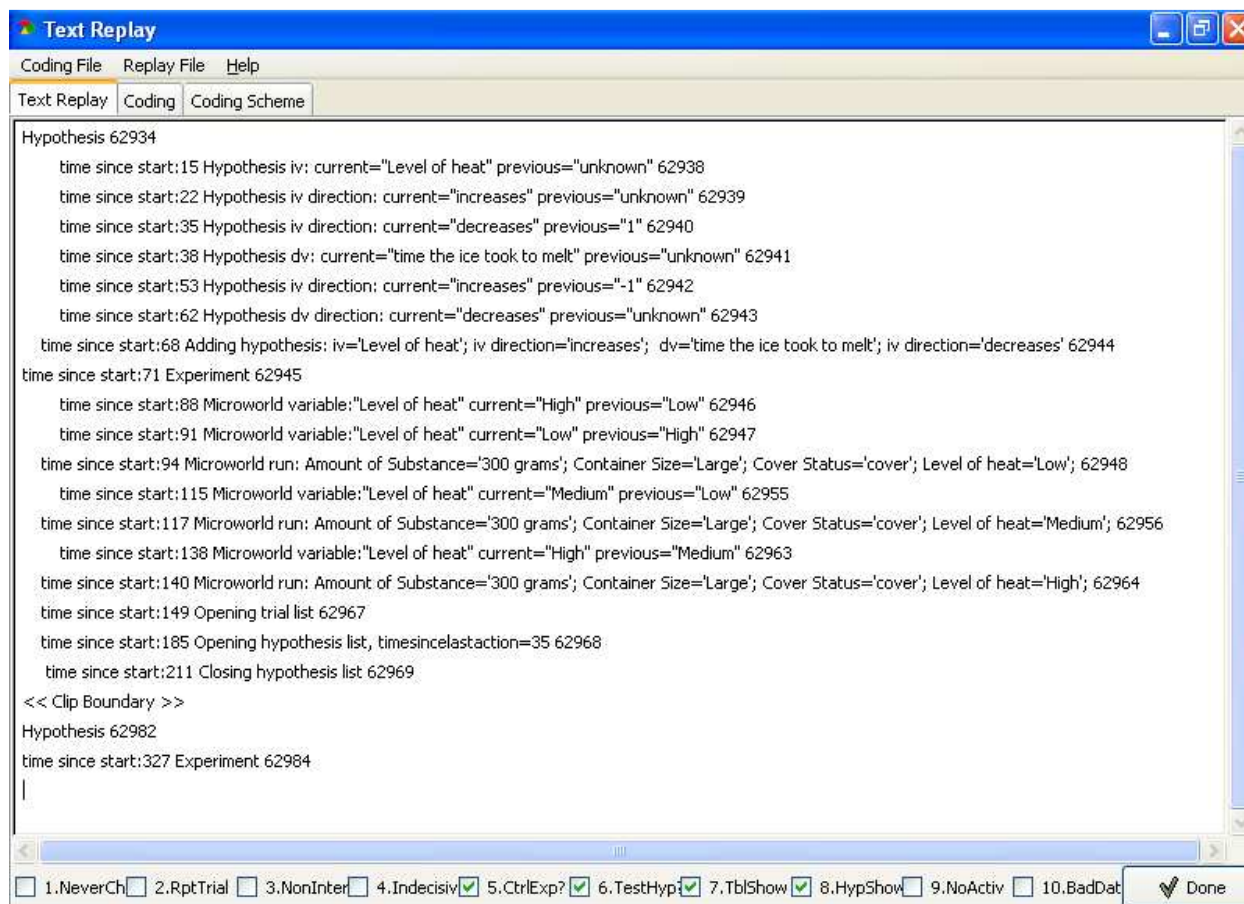 Text Replay
Coding File Replay File Help
Text Replay Coding Coding Scheme
Hypothesis 62934
time since start:15 Hypothesis iv: current="Level of heat" previous="unknown" 62938
time since start:22 Hypothesis iv direction: current="increases" previous="unknown" 62939
time since start:35 Hypothesis iv direction: current="decreases" previous="1" 62940
time since start:38 Hypothesis dv: current="time the ice took to melt" previous="unknown" 62941
time since start:53 Hypothesis iv direction: current="increases" previous="-1" 62942
time since start:62 Hypothesis dv direction: current="decreases" previous="unknown" 62943
time since start:68 Adding hypothesis: iv='Level of heat'; iv direction='increases'; dv='time the ice took to melt'; iv direction='decreases' 62944
time since start:71 Experiment 62945
time since start:88 Microworld variable:"Level of heat" current="High" previous="Low" 62946
time since start:91 Microworld variable:"Level of heat" current="Low" previous="High" 62947
time since start:94 Microworld run: Amount of Substance='300 grams'; Container Size='Large'; Cover Status='cover'; Level of heat='Low'; 62948
time since start:115 Microworld variable:"Level of heat" current="Medium" previous="Low" 62955
time since start:117 Microworld run: Amount of Substance='300 grams'; Container Size='Large'; Cover Status='cover'; Level of heat='Medium'; 62956
time since start:138 Microworld variable:"Level of heat" current="High" previous="Medium" 62963
time since start:140 Microworld run: Amount of Substance='300 grams'; Container Size='Large'; Cover Status='cover'; Level of heat='High'; 62964
time since start:149 Opening trial list 62967
time since start:185 Opening hypothesis list, timesincelastaction=35 62968
time since start:211 Closing hypothesis list 62969
<< Clip Boundary >>
Hypothesis 62982
time since start:327 Experiment 62984
1.NeverCh 2.RptTrial 3.NonInter 4.Indecisiv 5.CtrlExp? 6.TestHyp? 7.TblShow 8.HypShow 9.NoActiv 10.BadDat Done